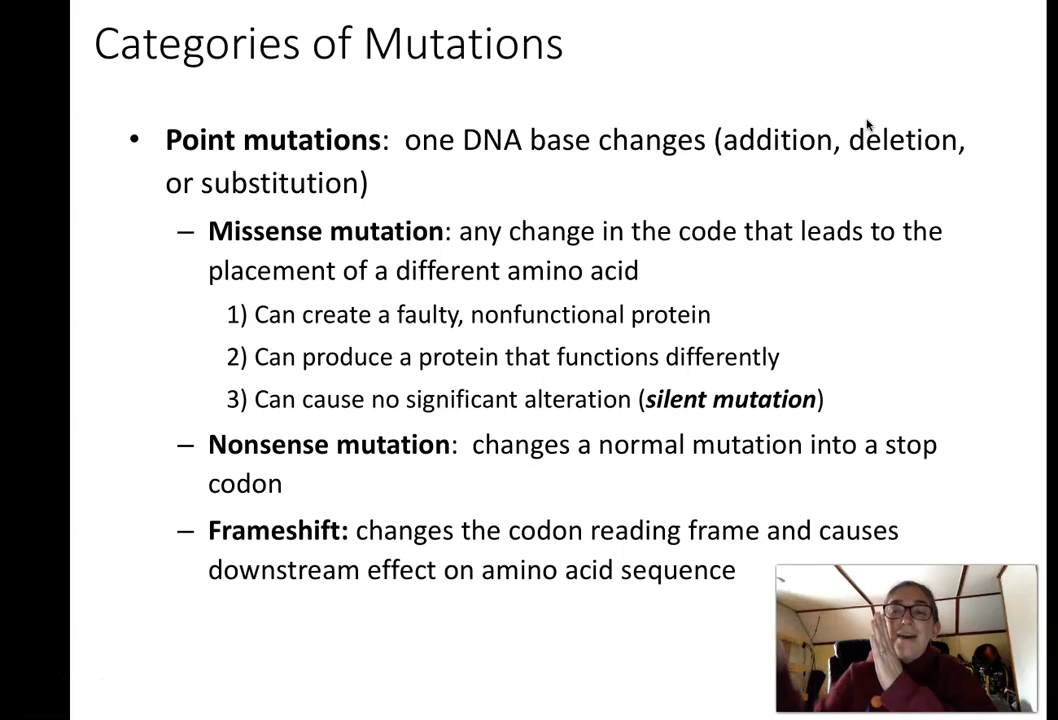 Categories of Mutations
• Point mutations: one DNA base changes (addition, deletion,
or substitution)
– Missense mutation: any change in the code that leads to the
placement of a different amino acid
1) Can create a faulty, nonfunctional protein
2) Can produce a protein that functions differently
3) Can cause no significant alteration (silent mutation)
– Nonsense mutation: changes a normal mutation into a stop
codon
– Frameshift: changes the codon reading frame and causes
downstream effect on amino acid sequence